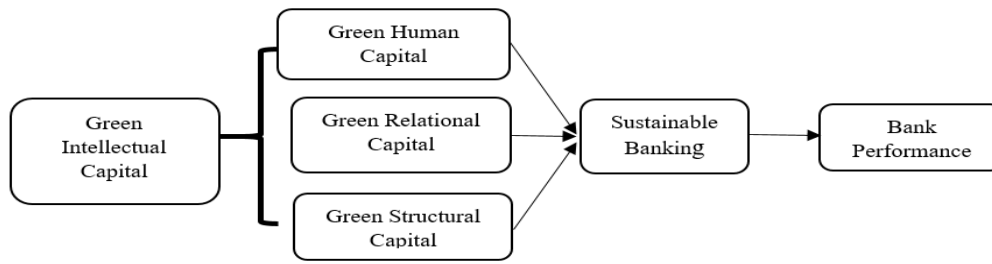 Green
Intellectual
Capital
Green Human
Capital
Green Relational
Capital
Green Structural
Capital
Sustainable
Banking
Bank
Performance